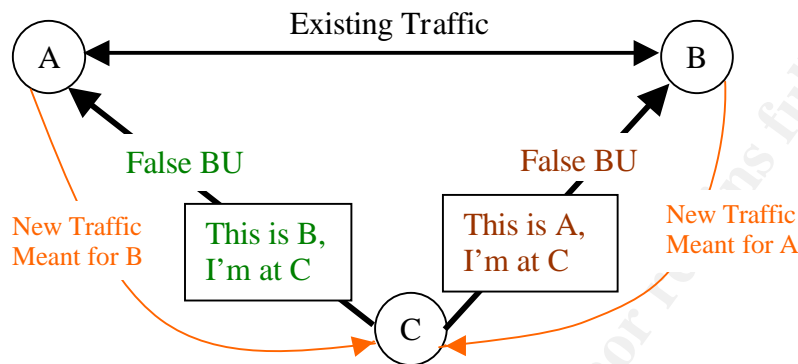 Existing Traffic
A
B
False BU
False BU
New Traffic
Meant for B
This is B,
I'm at C
This is A,
I'm at C
New Traffic
Meant for A
C